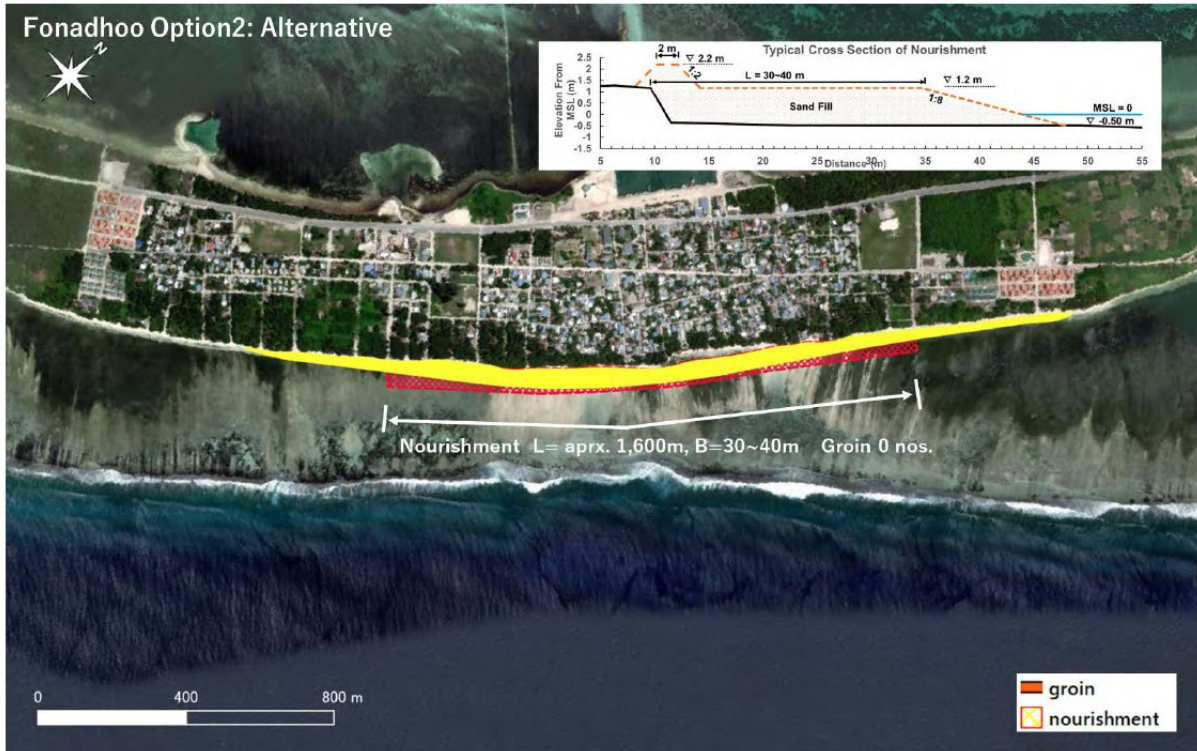 Fonadhoo Option2: Alternative
N
Typical Cross Section of Nourishment
Elevation From
MSL (m)
2.5
2
1.5
1
0.5
0
-0.5
-1
-1.5
2 m
▽ 2.2 m
1:2
L = 30~40 m
▽ 1.2 m
1:8
Sand Fill
MSL = 0
▽ -0.50 m
5 10 15 20 25 30 35 40 45 50 55
Distance (m)
Nourishment L= aprx. 1,600m, B=30~40m Groin 0 nos.
0 400 800 m
groin
nourishment